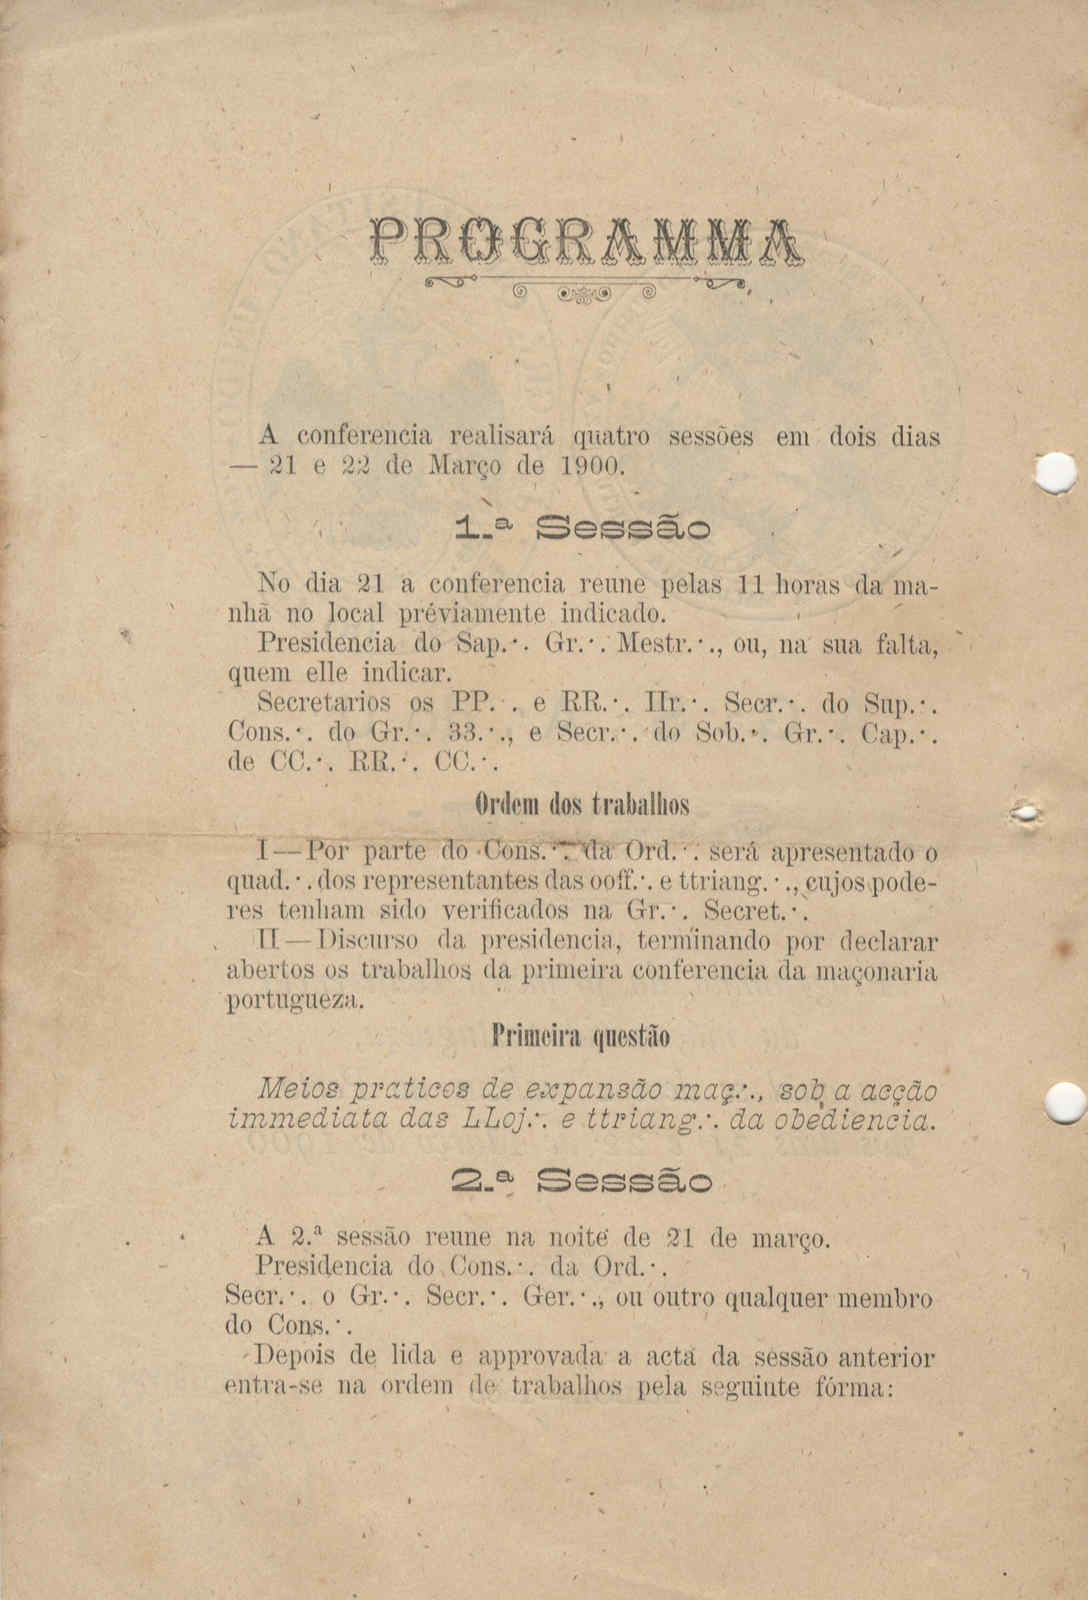 PROGRAMMA
A conferencia realisará quatro sessões em dois dias
— 21 e 22 de Março de 1900.
1.ª Sessão
No dia 21 a conferencia reune pelas 11 horas da ma-
nhã no local préviamente indicado.
Presidencia do Sap.·. Gr.·. Mestr.·., ou, na sua falta,
quem elle indicar.
Secretarios os PP.·. e RR.·. IIr.·. Secr.·. do Sup.·.
Cons.·. do Gr.·. 33.·., e Secr.·. do Sob.·. Gr.·. Cap.·.
de CC.·. RR.·. CC.·.
Ordem dos trabalhos
I—Por parte do Cons.·. da Ord.·. será apresentado o
quad.·. dos representantes das ooff.·. e ttriang.·., cujos pode-
res tenham sido verificados na Gr.·. Secret.·.
II—Discurso da presidencia, terminando por declarar
abertos os trabalhos da primeira conferencia da maçonaria
portugueza.
Primeira questão
Meios praticos de expansão maç.·., sob a acção
immediata das LLoj.·. e ttriang.·. da obediencia.
2.ª Sessão
A 2.ª sessão reune na noite de 21 de março.
Presidencia do Cons.·. da Ord.·.
Secr.·. o Gr.·. Secr.·. Ger.·., ou outro qualquer membro
do Cons.·.
Depois de lida e approvada a acta da sessão anterior
entra-se na ordem de trabalhos pela seguinte fórma: